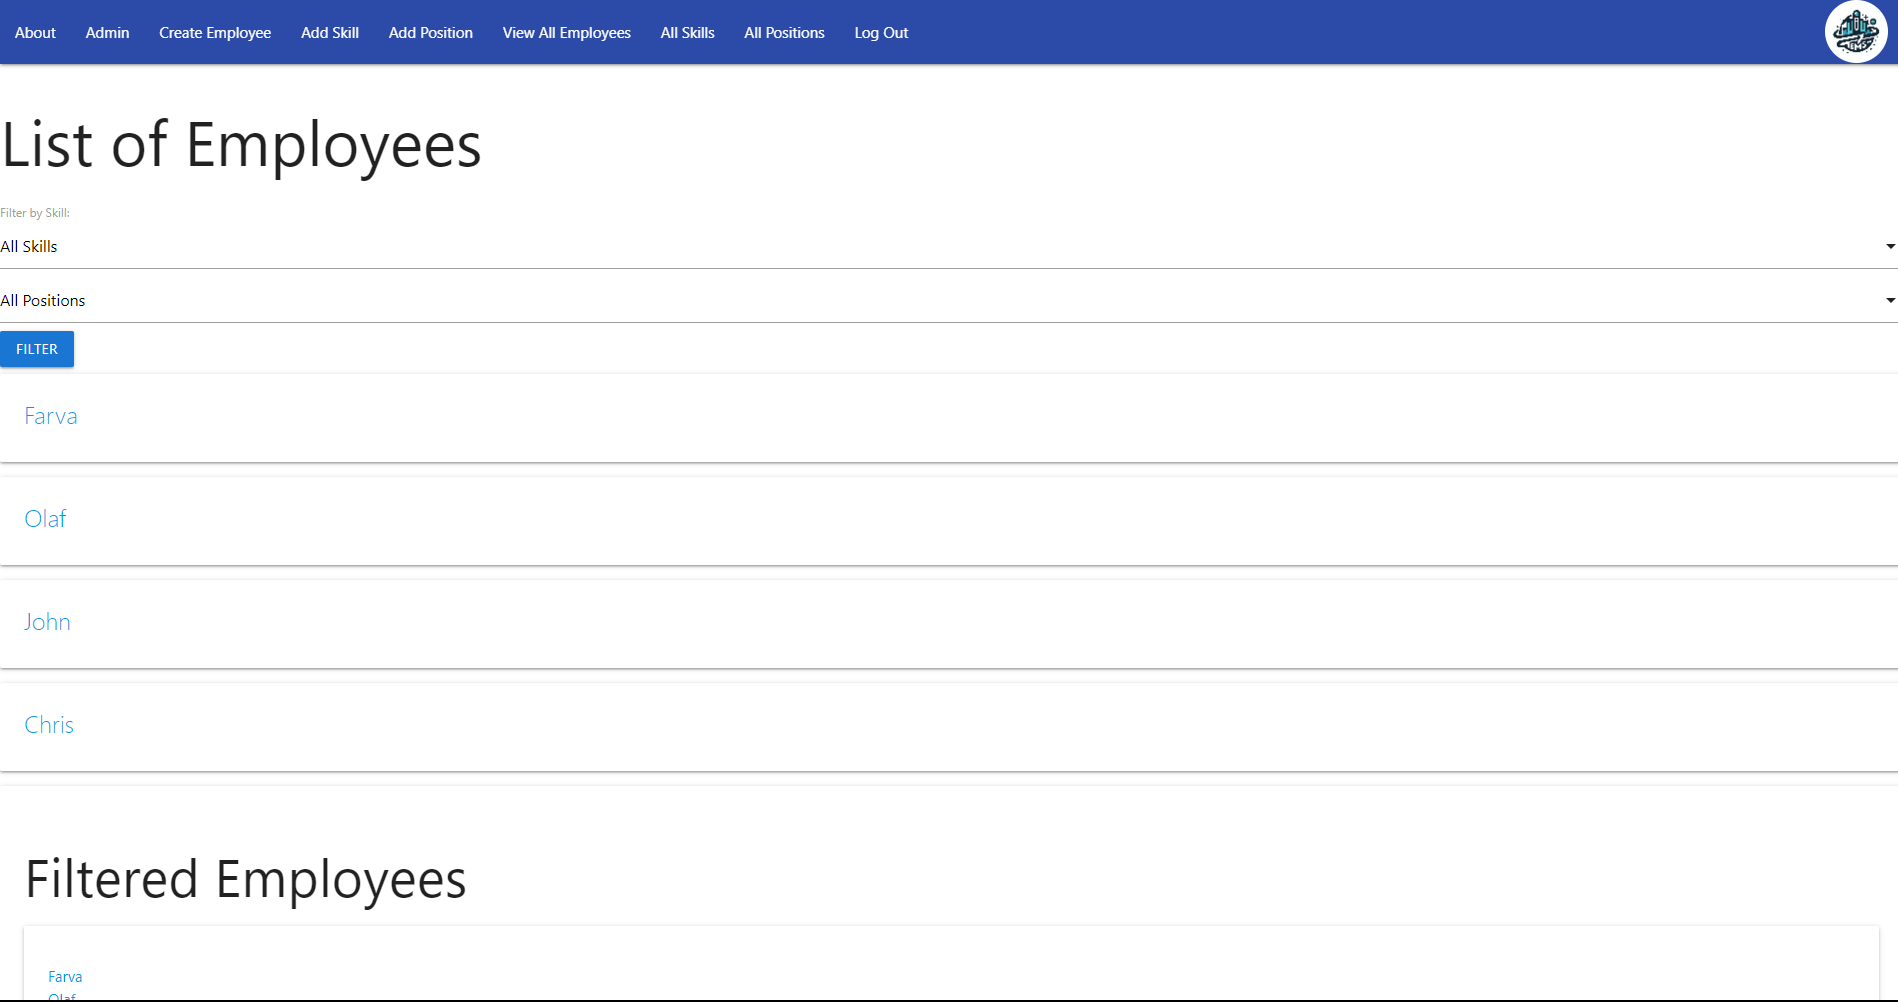 About Admin Create Employee Add Skill Add Position View All Employees All Skills All Positions Log Out
List of Employees
Filter by Skill:
All Skills
All Positions
FILTER
Farva
Olaf
John
Chris
Filtered Employees
Farva
Olaf